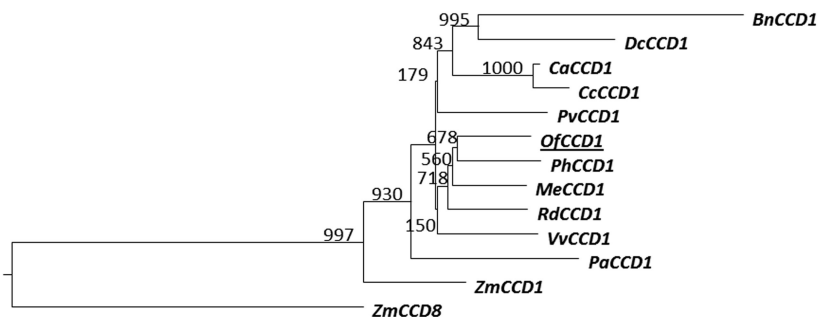 995
BnCCD1
843
DcCCD1
179
1000
CaCCD1
CcCCD1
PvCCD1
678
OfCCD1
560
PhCCD1
718
MeCCD1
930
RdCCD1
150
VvCCD1
997
PaCCD1
ZmCCD1
ZmCCD8